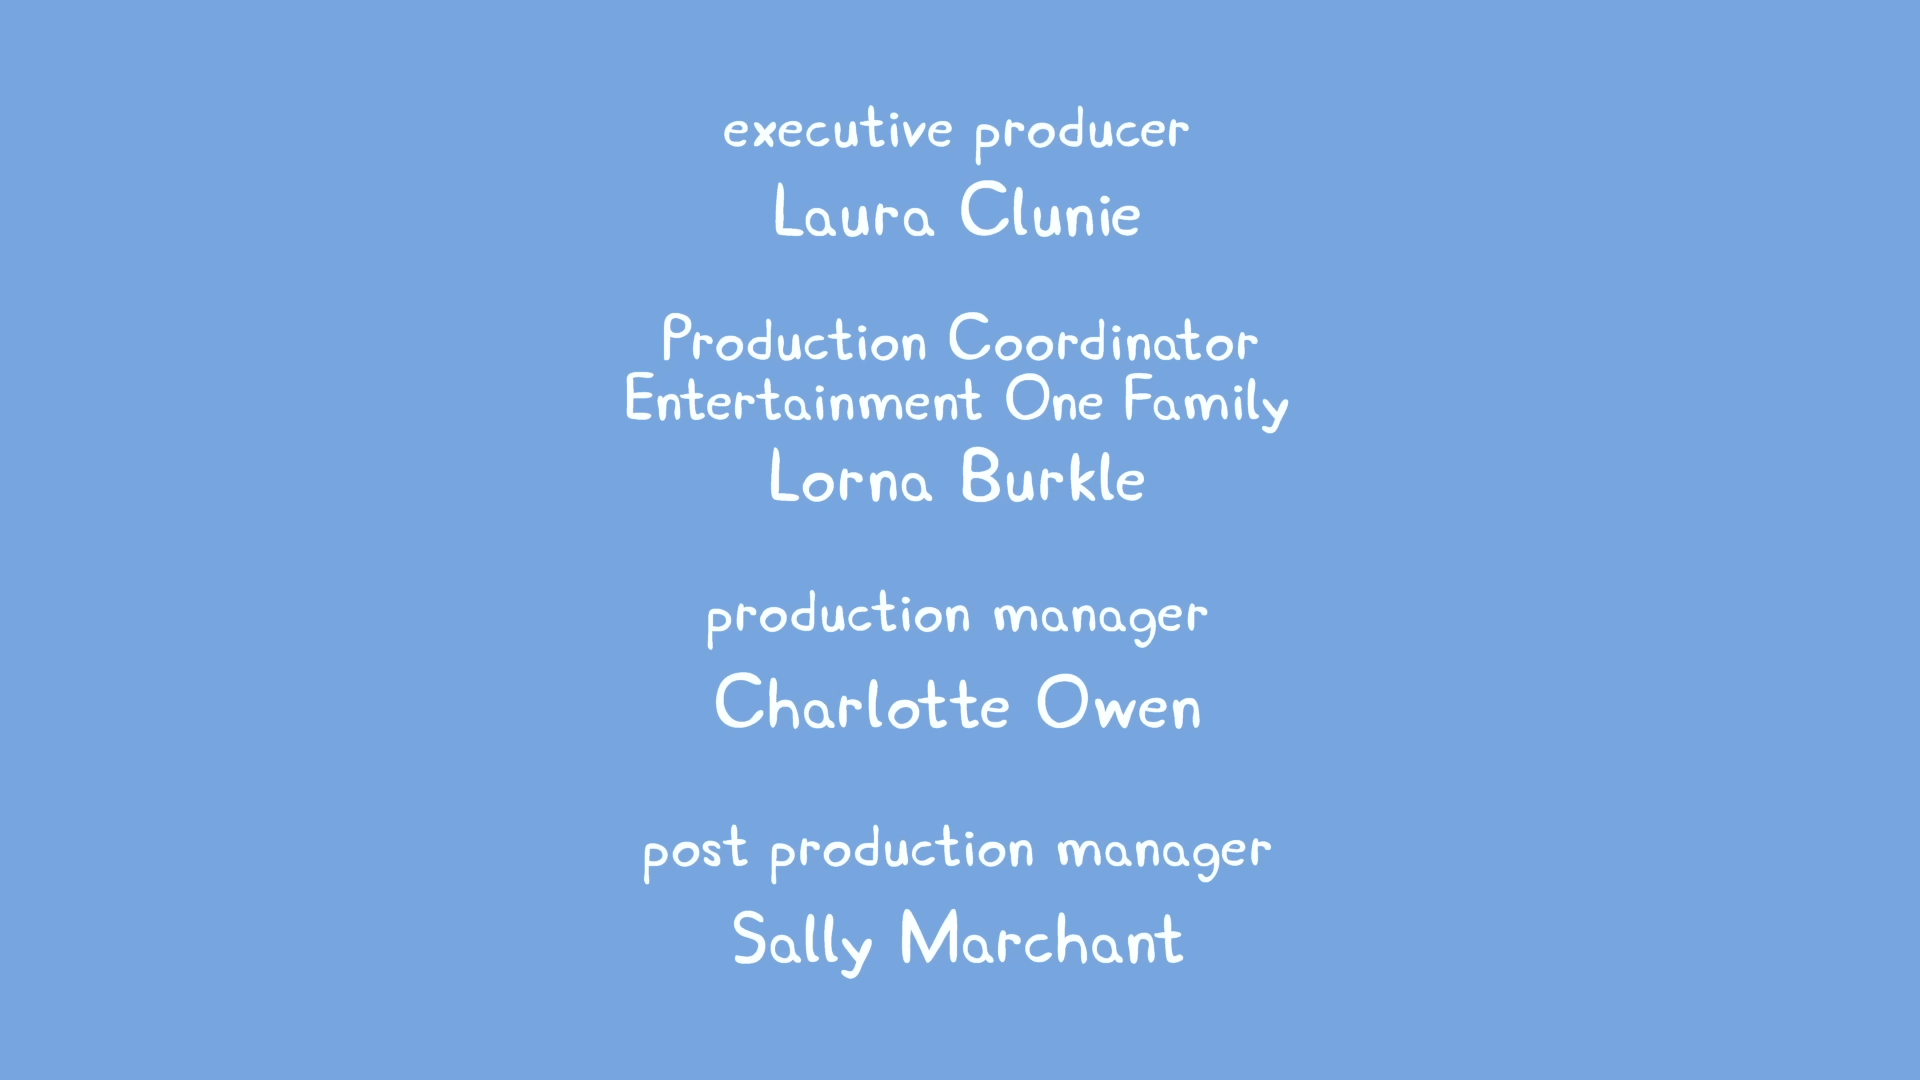 executive producer
Laura Clunie
Production Coordinator
Entertainment One Family
Lorna Burkle
production manager
Charlotte Owen
post production manager
Sally Marchant